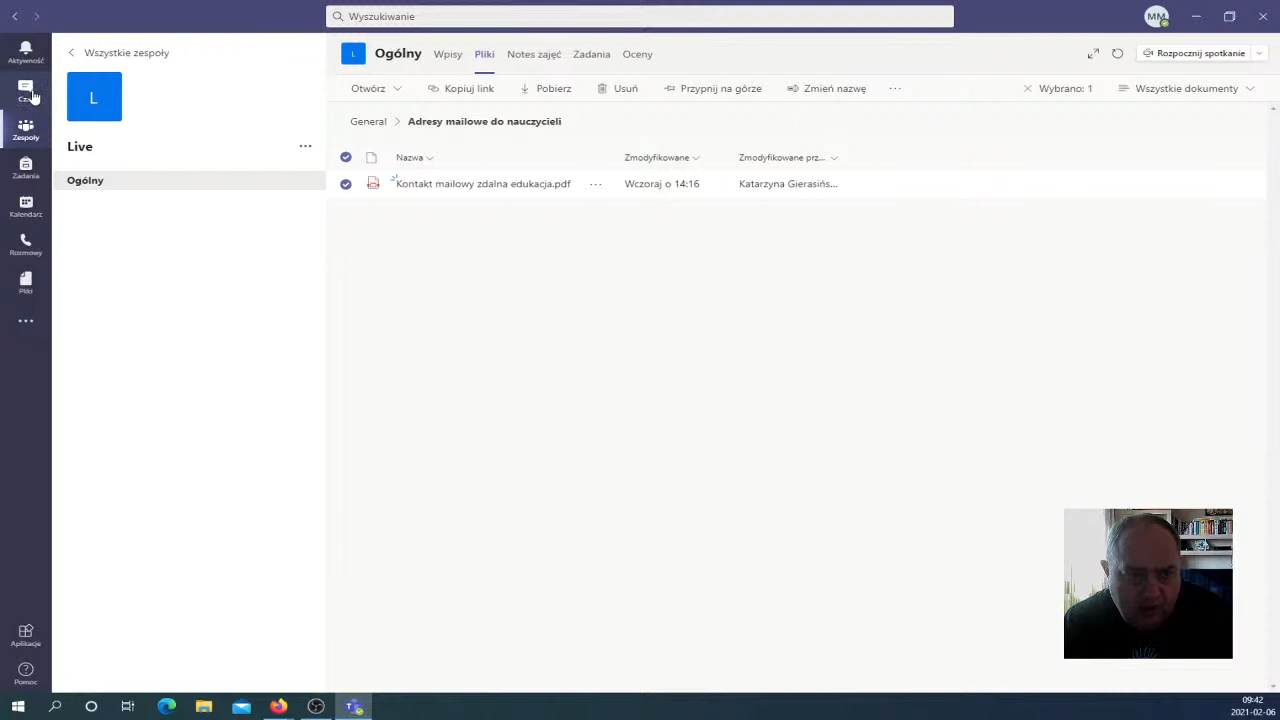 Wyszukiwanie
MM
Aktywność
Czat
Zespoły
Zadania
Kalendarz
Rozmowy
Pliki
Aplikacje
Pomoc
Wszystkie zespoły
L
Live
Ogólny
L Ogólny Wpisy Pliki Notes zajęć Zadania Oceny Rozpocznij spotkanie
Otwórz Kopiuj link Pobierz Usuń Przypnij na górze Zmień nazwę Wybrano: 1 Wszystkie dokumenty
General > Adresy mailowe do nauczycieli
Nazwa Zmodyfikowane Zmodyfikowane prz...
Kontakt mailowy zdalna edukacja.pdf Wczoraj o 14:16 Katarzyna Gierasińs...
09:42
2021-02-06